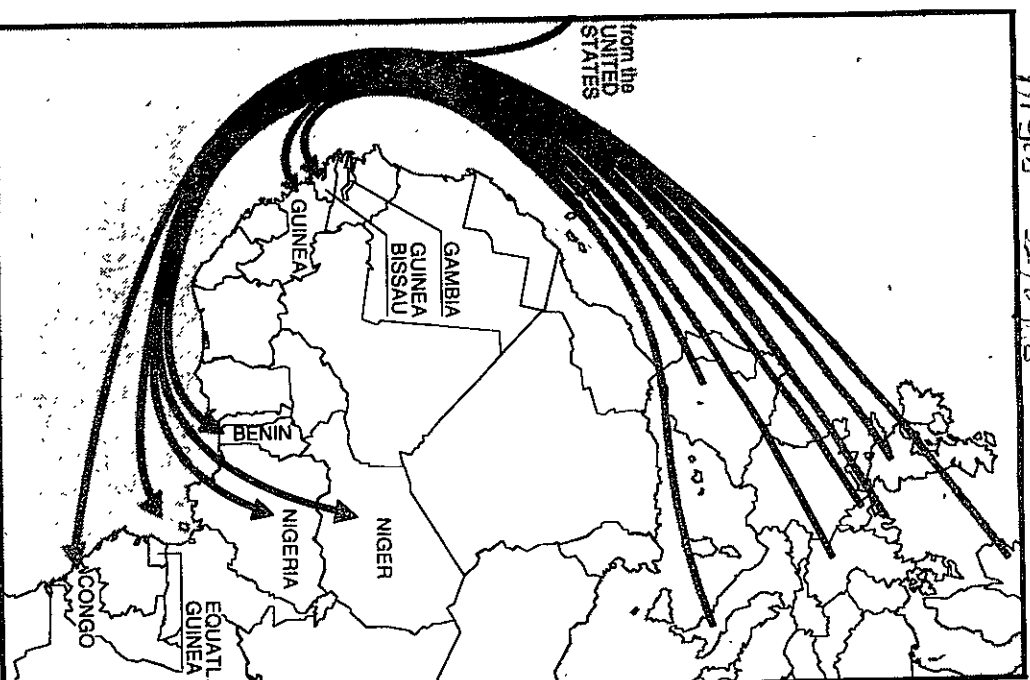 from the
UNITED
STATES
GAMBIA
GUINEA
BISSAU
GUINEA
NIGER
BENIN
NIGERIA
EQUATL
GUINEA
CONGO